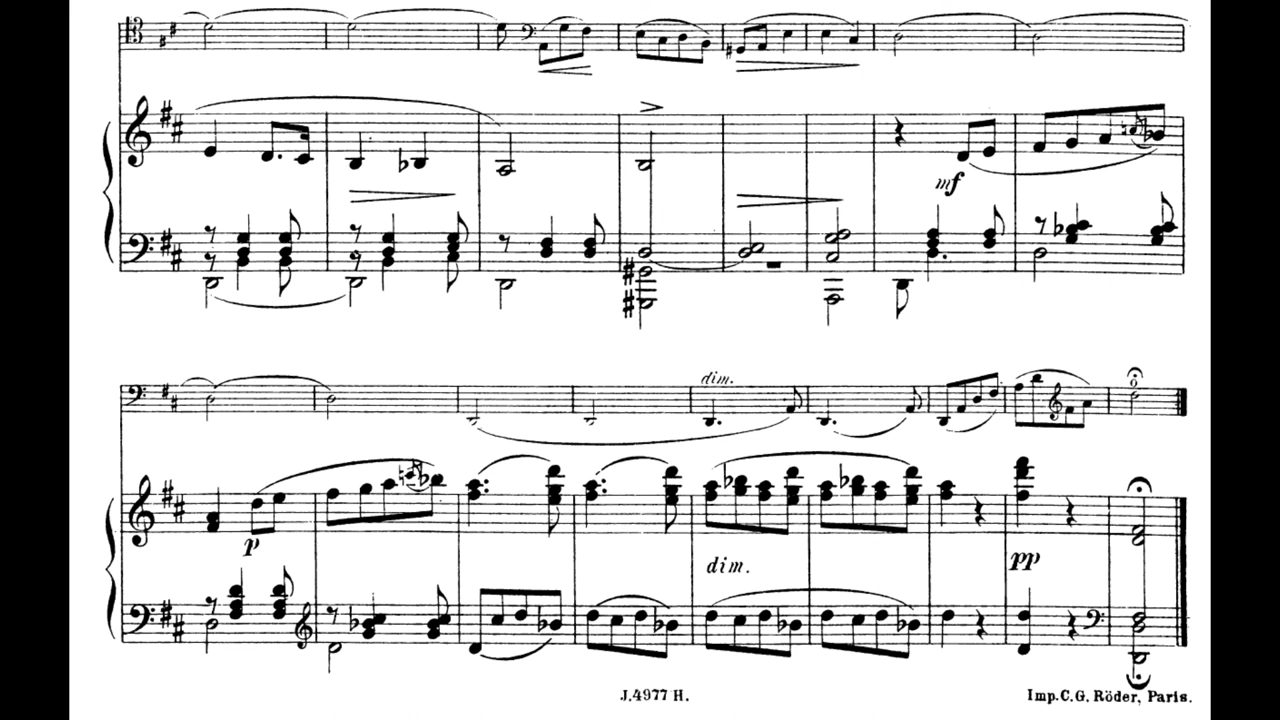 mf
dim.
p
dim.
pp
J.4977 H.
Imp.C.G. Röder, Paris.